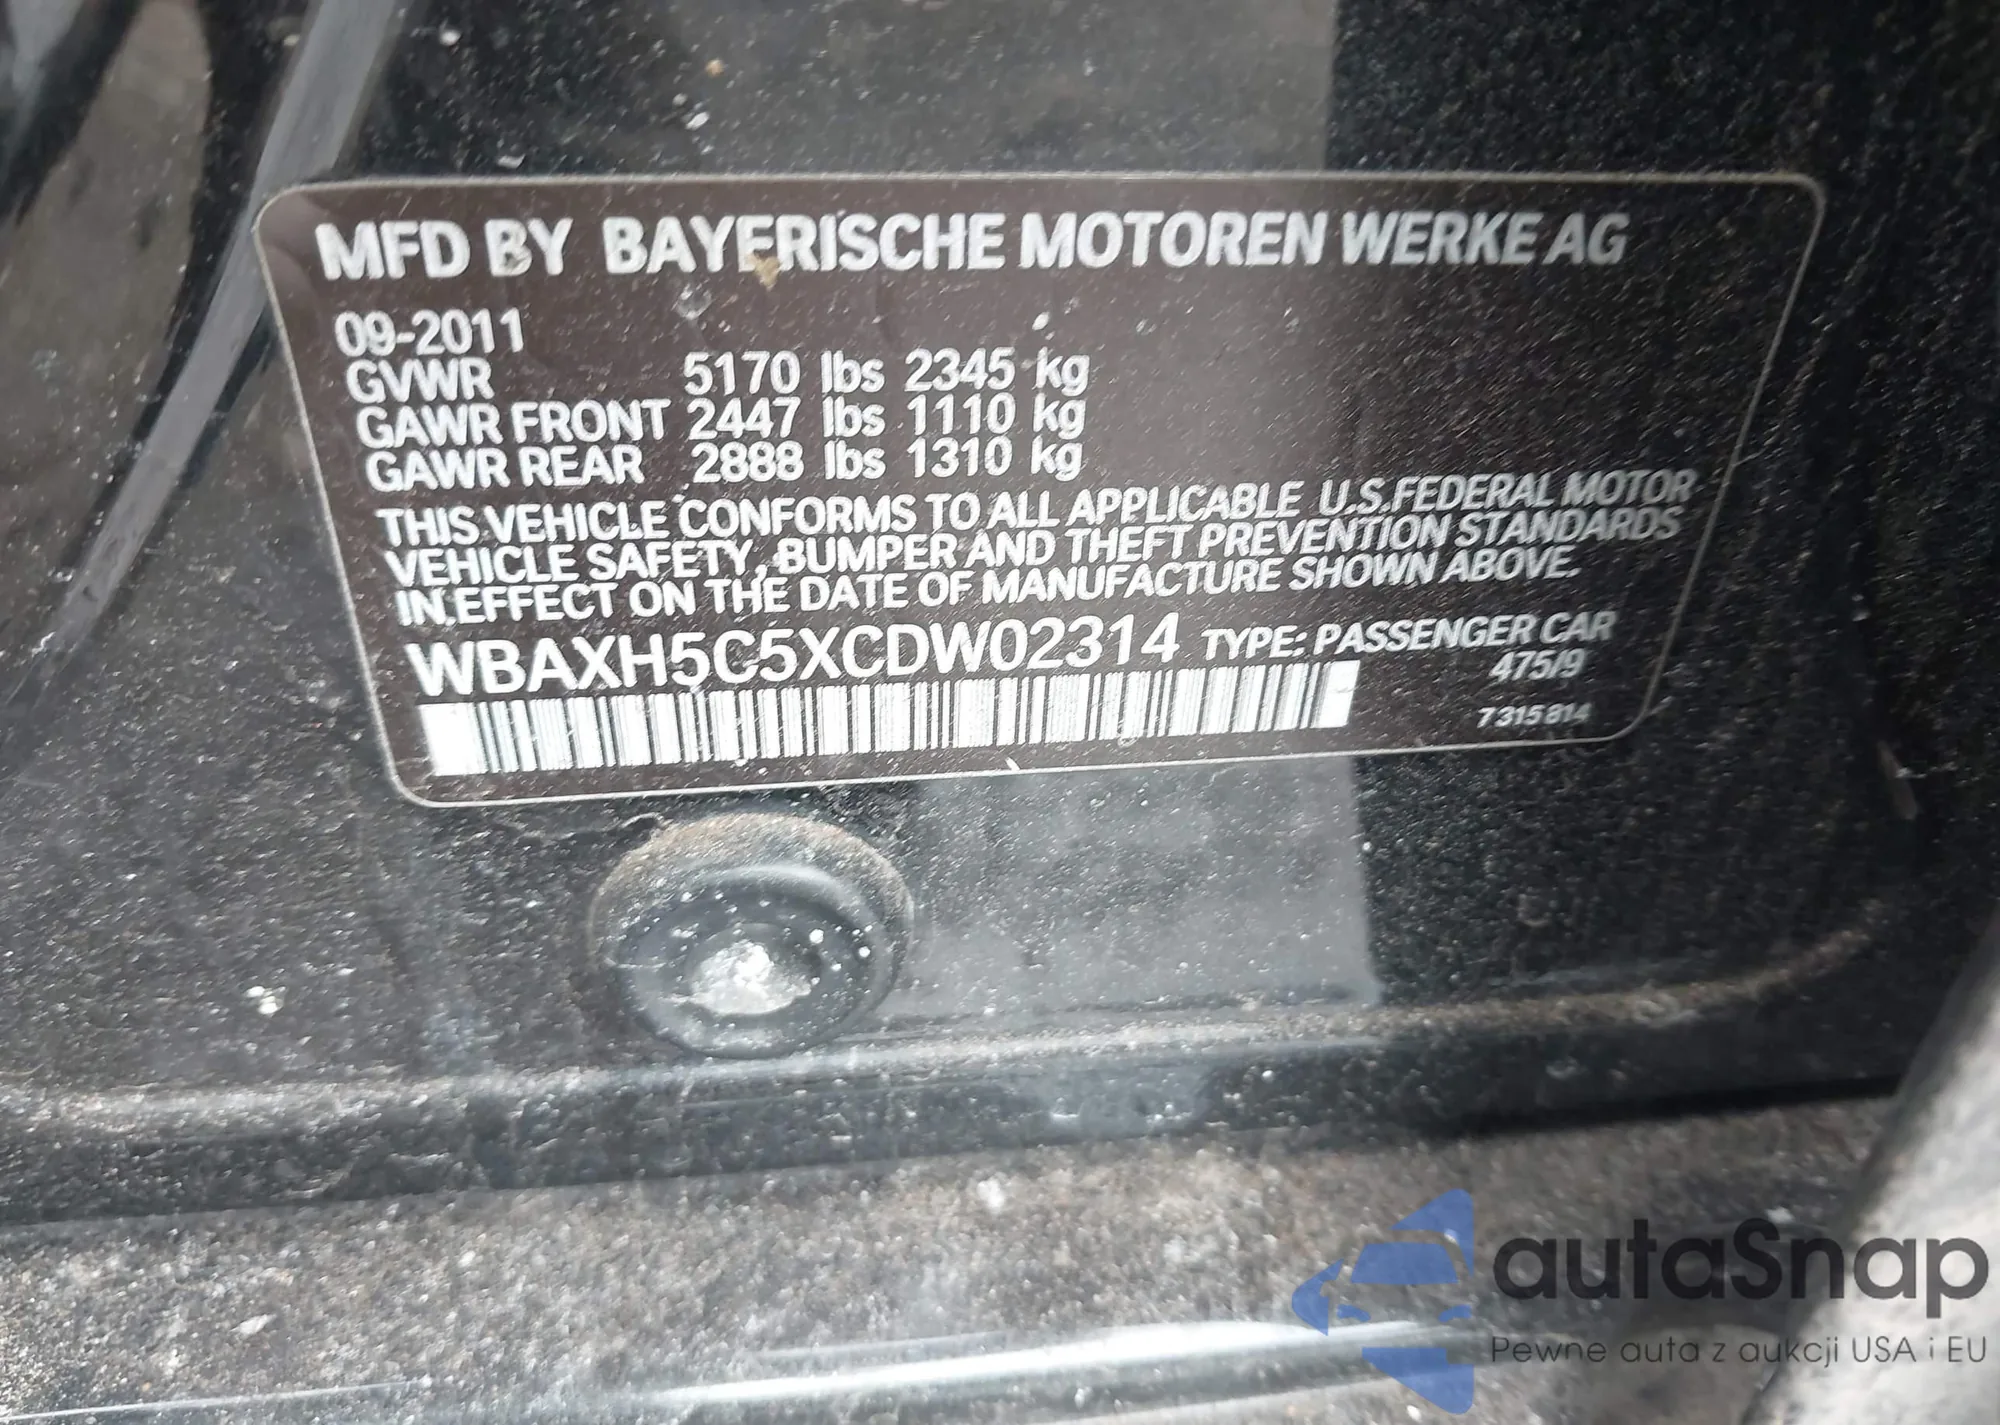 MFD BY BAYERISCHE MOTOREN WERKE AG
09-2011
GVWR 5170 lbs 2345 kg
GAWR FRONT 2447 lbs 1110 kg
GAWR REAR 2888 lbs 1310 kg
THIS VEHICLE CONFORMS TO ALL APPLICABLE U.S.FEDERAL MOTOR
VEHICLE SAFETY, BUMPER AND THEFT PREVENTION STANDARDS
IN EFFECT ON THE DATE OF MANUFACTURE SHOWN ABOVE.
WBAXH5C5XCDW02314 TYPE: PASSENGER CAR
475/9
7315814
autaSnap
Pewne auta z aukcji USA i EU